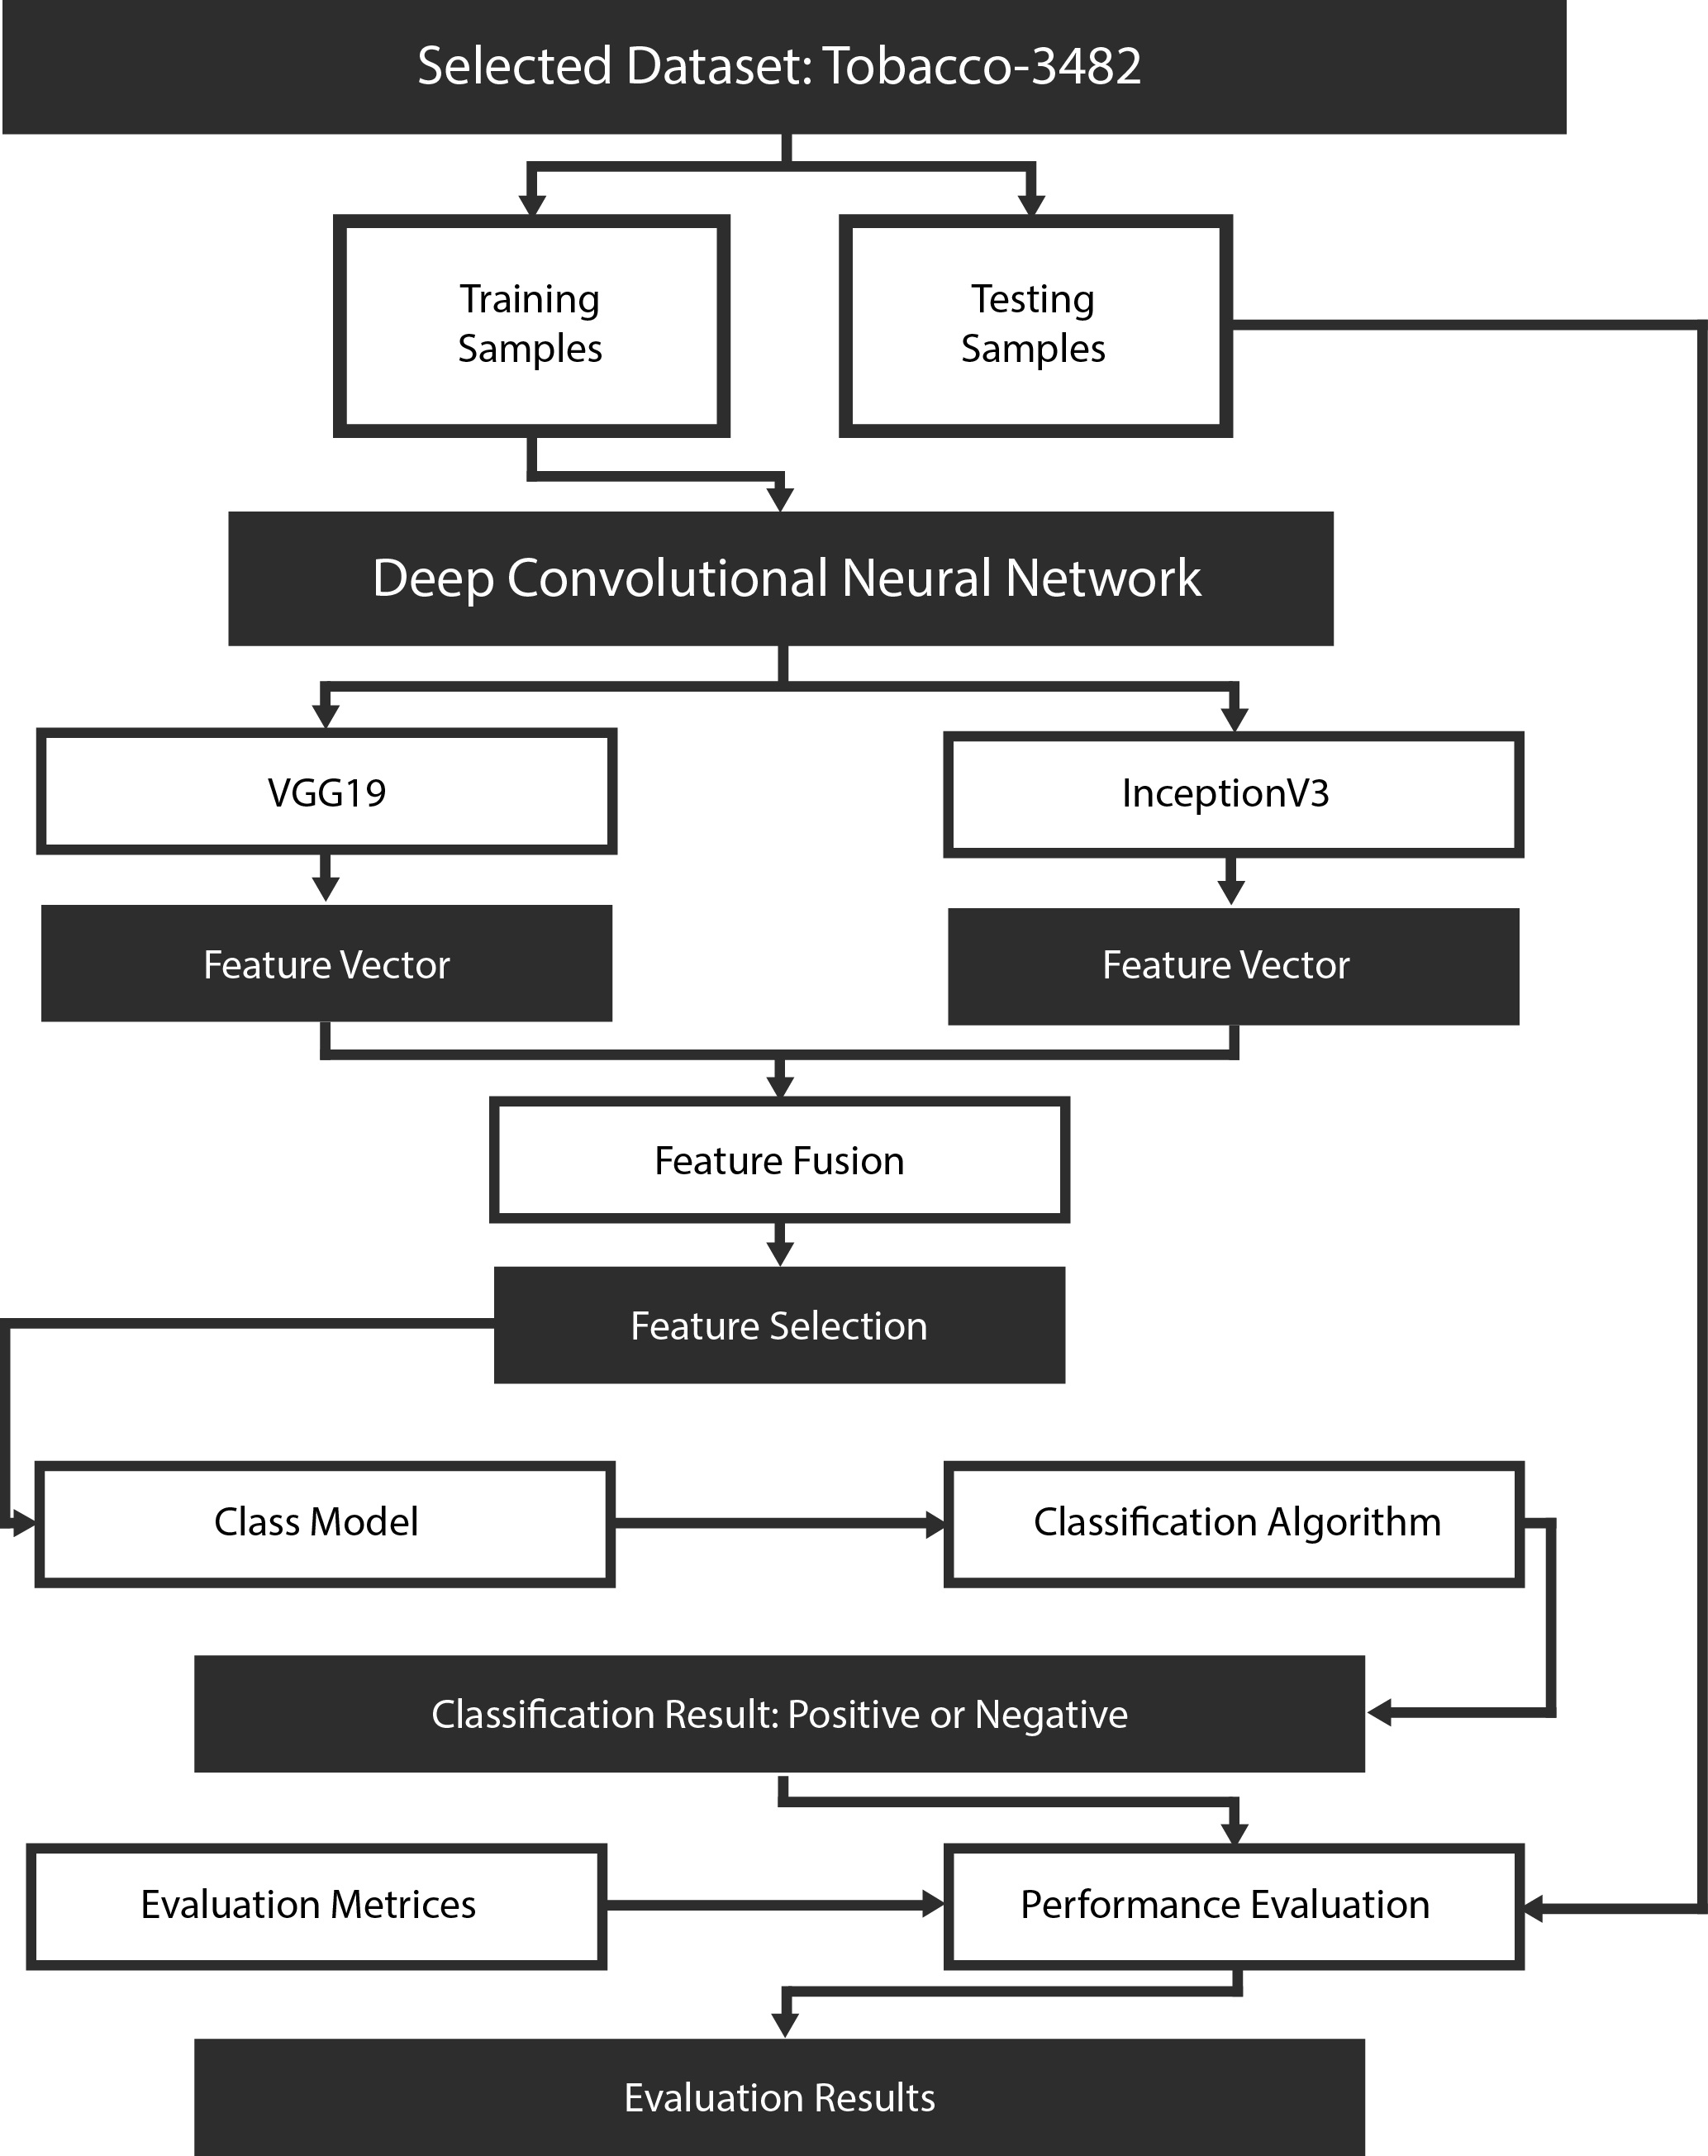 Selected Dataset: Tobacco-3482
Training
Samples
Testing
Samples
Deep Convolutional Neural Network
VGG19
InceptionV3
Feature Vector
Feature Vector
Feature Fusion
Feature Selection
Class Model
Classification Algorithm
Classification Result: Positive or Negative
Evaluation Metrices
Performance Evaluation
Evaluation Results